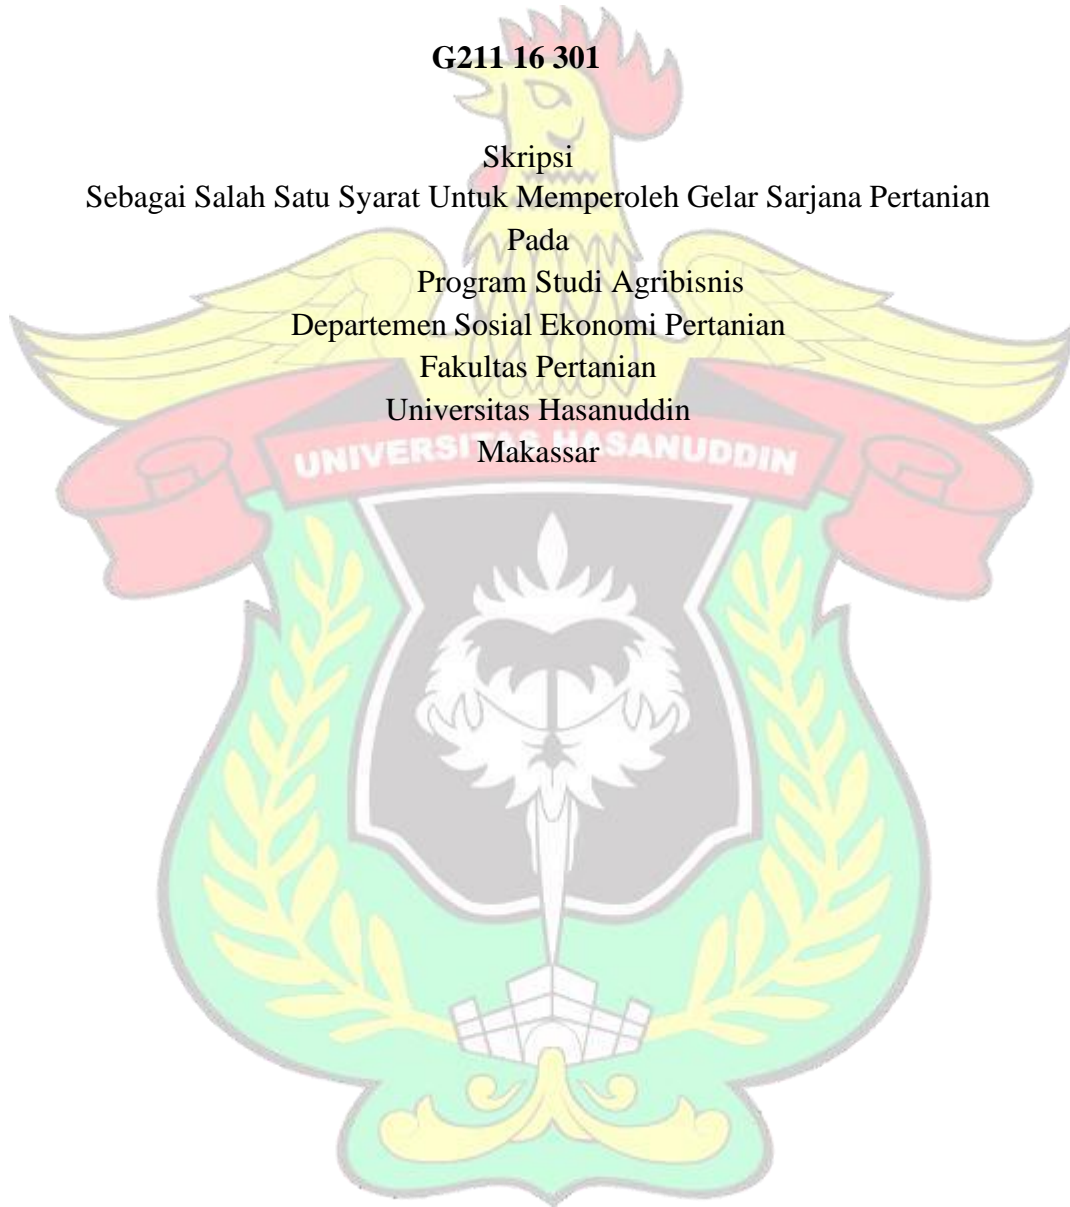 G211 16 301
Skripsi
Sebagai Salah Satu Syarat Untuk Memperoleh Gelar Sarjana Pertanian
Pada
Program Studi Agribisnis
Departemen Sosial Ekonomi Pertanian
Fakultas Pertanian
Universitas Hasanuddin
UNIVERSITAS HASANUDDIN
Makassar